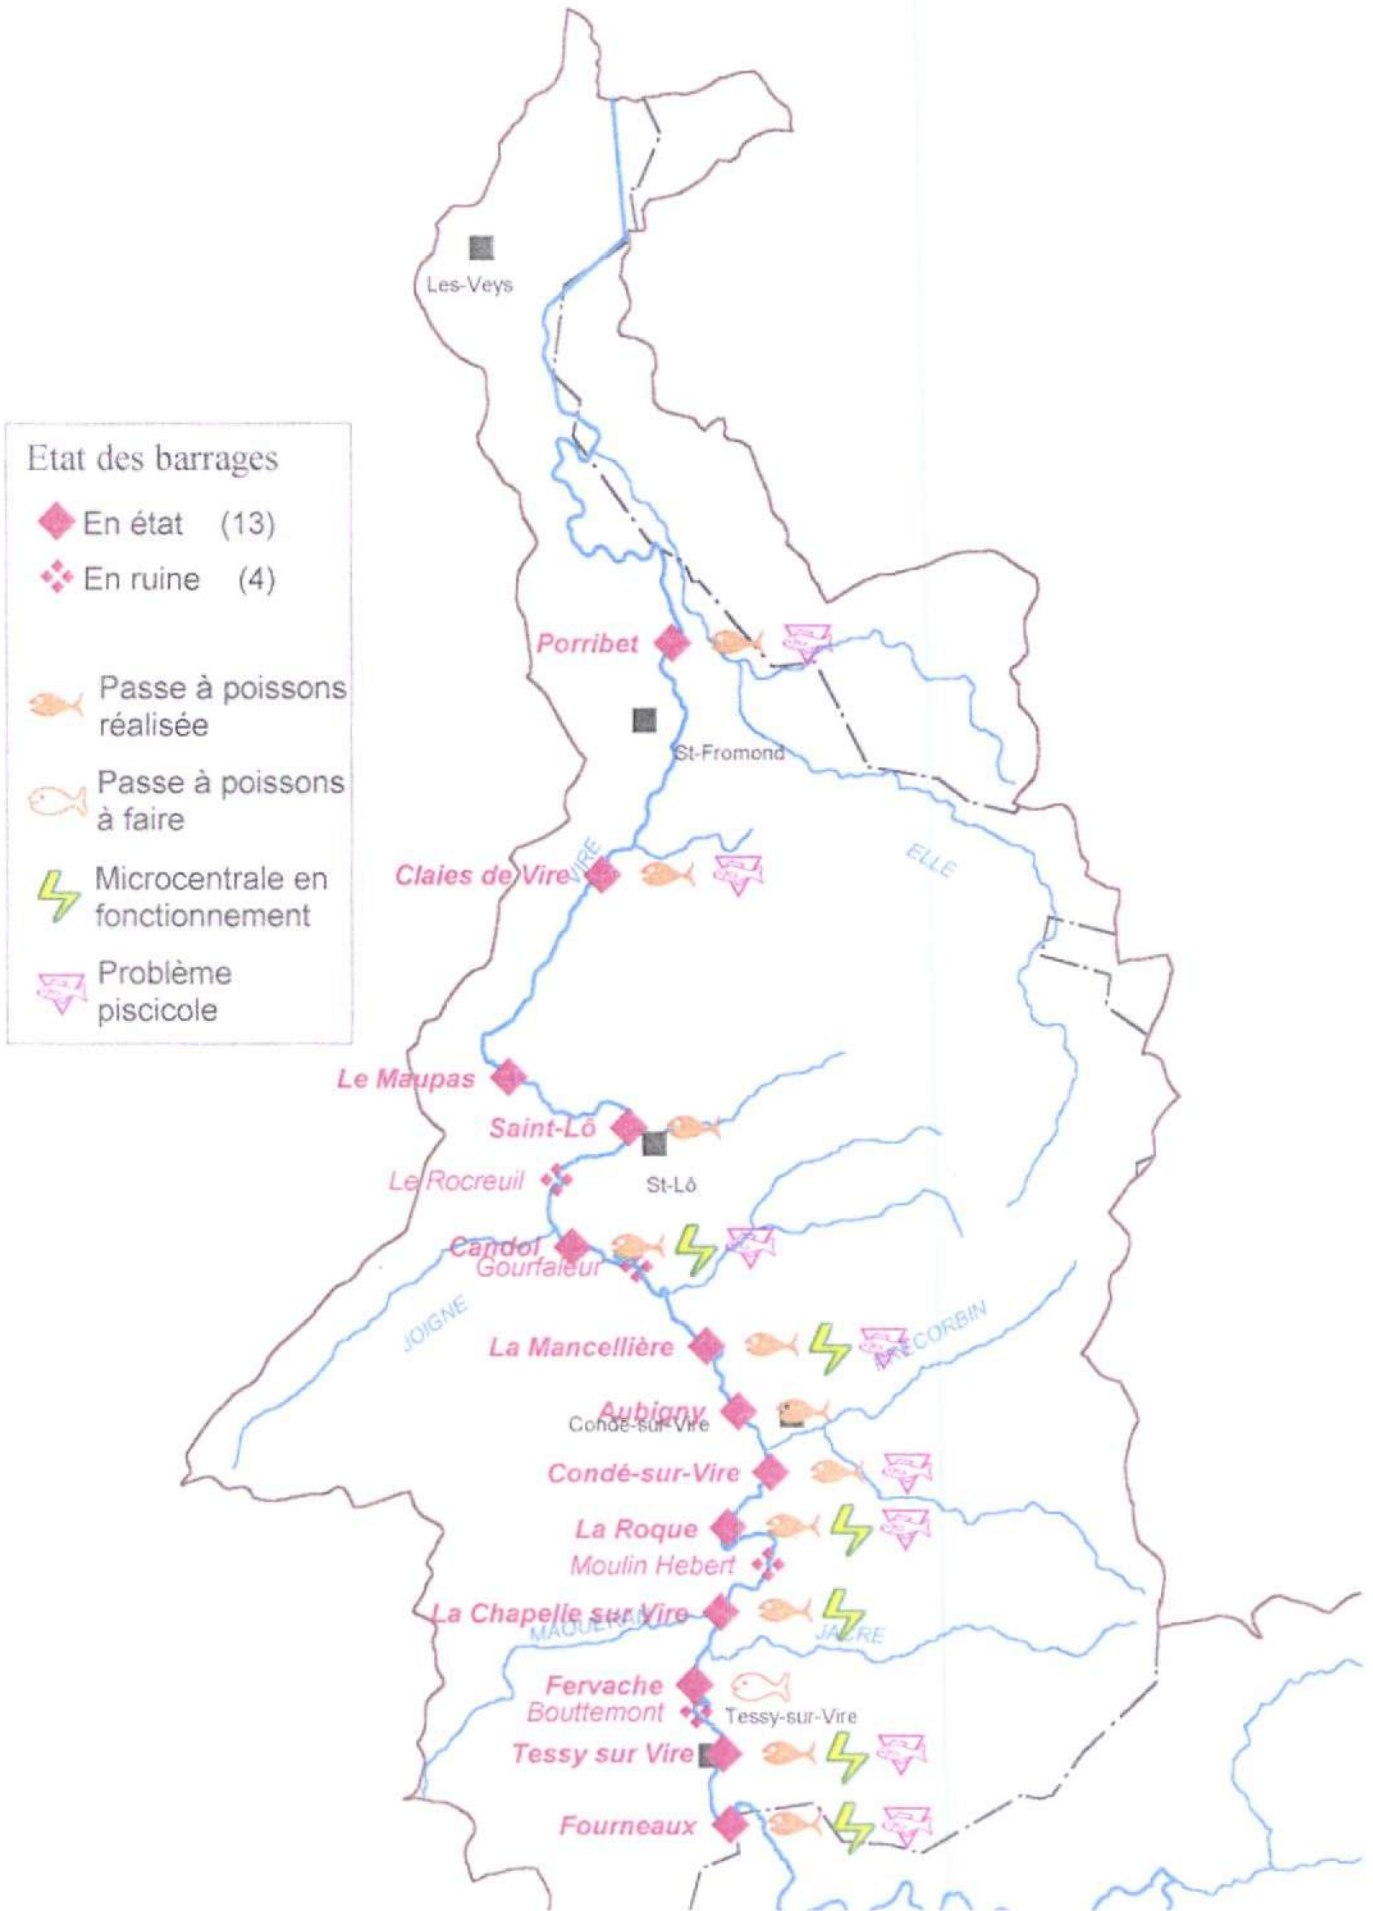 Les-Veys
Etat des barrages
En état (13)
En ruine (4)
Passe à poissons
réalisée
Passe à poissons
à faire
Microcentrale en
fonctionnement
Problème
piscicole
Porribet
St-Fromond
VIRE
Claies de Vire
ELLE
Le Maupas
Saint-Lô
Le Rocreuil
St-Lô
Candol
Gourfaleur
JOIGNE
La Mancellière
Aubigny
Condé-sur-Vire
Condé-sur-Vire
La Roque
Moulin Hebert
La Chapelle sur Vire
JACRE
Fervache
Bouttemont
Tessy-sur-Vire
Tessy sur Vire
Fourneaux